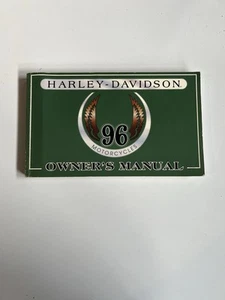 HARLEY-DAVIDSON
96
MOTORCYCLES
OWNER'S MANUAL